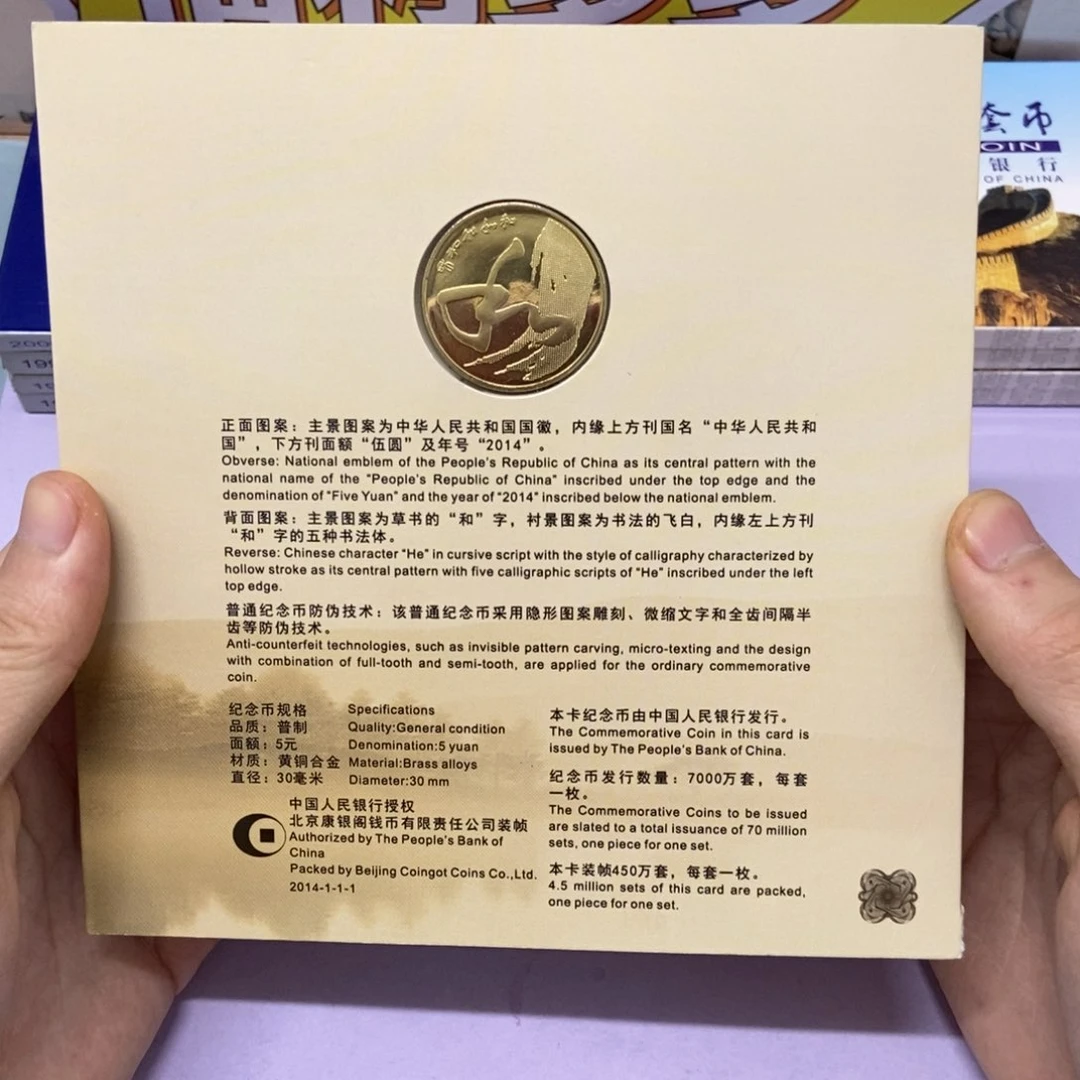 套币
OIN
银行
OF CHINA
正面图案：主景图案为中华人民共和国国徽，内缘上方刊国名“中华人民共和
国”，下方刊面额“伍圆”及年号“2014”。
Obverse: National emblem of the People's Republic of China as its central pattern with the
national name of the “People's Republic of China” inscribed under the top edge and the
denomination of “Five Yuan” and the year of “2014” inscribed below the national emblem.
背面图案：主景图案为草书的“和”字，衬景图案为书法的飞白，内缘左上方刊
“和”字的五种书法体。
Reverse: Chinese character “He” in cursive script with the style of calligraphy characterized by
hollow stroke as its central pattern with five calligraphic scripts of “He” inscribed under the left
top edge.
普通纪念币防伪技术：该普通纪念币采用隐形图案雕刻、微缩文字和全齿间隔半
齿等防伪技术。
Anti-counterfeit technologies, such as invisible pattern carving, micro-texting and the design
with combination of full-tooth and semi-tooth, are applied for the ordinary commemorative
coin.
纪念币规格 Specifications
品质：普制 Quality:General condition
面额：5元 Denomination:5 yuan
材质：黄铜合金 Material:Brass alloys
直径：30毫米 Diameter:30 mm
中国人民银行授权
北京康银阁钱币有限责任公司装帧
Authorized by The People's Bank of
China
Packed by Beijing Coingot Coins Co.,Ltd.
2014-1-1-1
本卡纪念币由中国人民银行发行。
The Commemorative Coin in this card is
issued by The People's Bank of China.
纪念币发行数量：7000万套，每套
一枚。
The Commemorative Coins to be issued
are slated to a total issuance of 70 million
sets, one piece for one set.
本卡装帧450万套，每套一枚。
4.5 million sets of this card are packed,
one piece for one set.